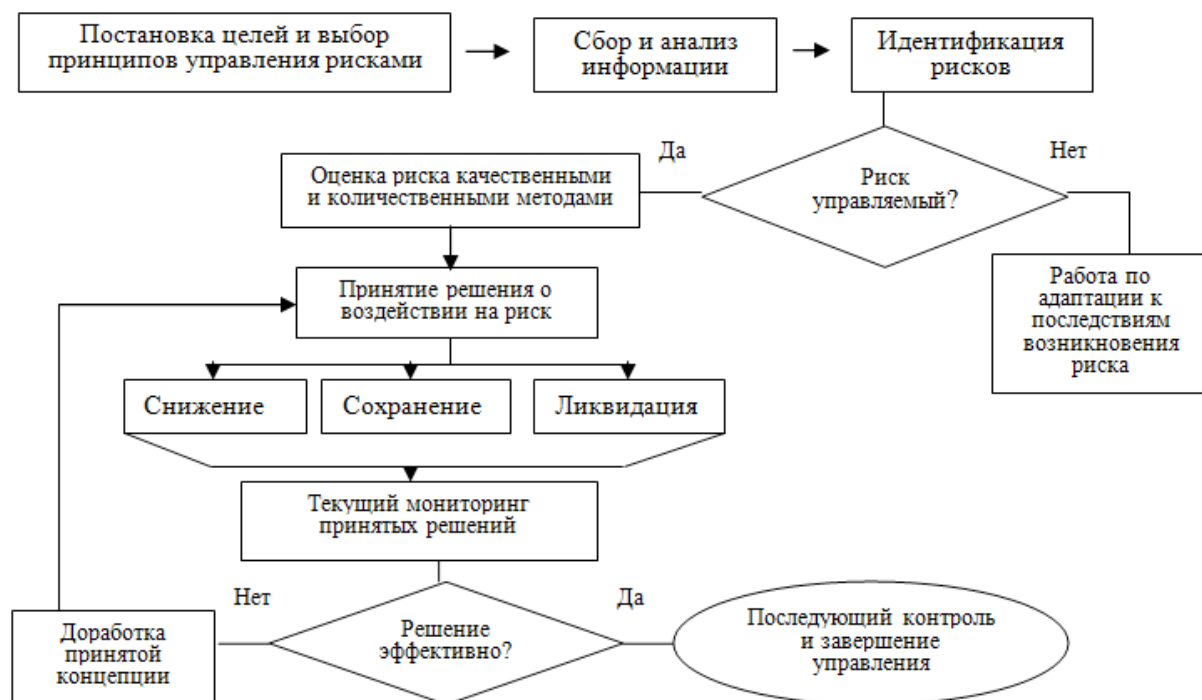 Постановка целей и выбор
принципов управления рисками
Сбор и анализ
информации
Идентификация
рисков
Да
Нет
Оценка риска качественными
и количественными методами
Риск
управляемый?
Принятие решения о
воздействии на риск
Работа по
адаптации к
последствиям
возникновения
риска
Снижение
Сохранение
Ликвидация
Текущий мониторинг
принятых решений
Нет
Да
Доработка
принятой
концепции
Решение
эффективно?
Последующий контроль
и завершение
управления